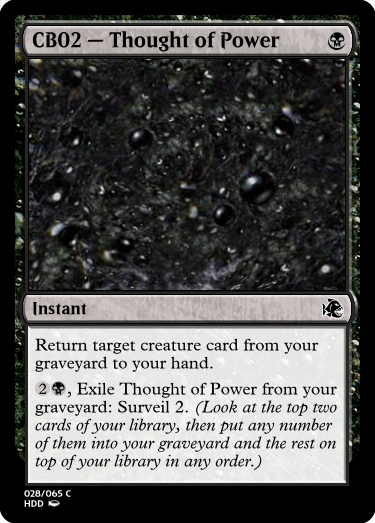 CB02 — Thought of Power
Instant
Return target creature card from your
graveyard to your hand.
2, Exile Thought of Power from your
graveyard: Surveil 2. (Look at the top two
cards of your library, then put any number
of them into your graveyard and the rest on
top of your library in any order.)
028/065 C
HDD